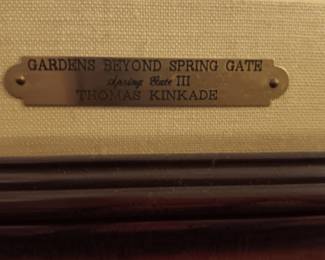 GARDENS BEYOND SPRING GATE
Spring Gate III
THOMAS KINKADE